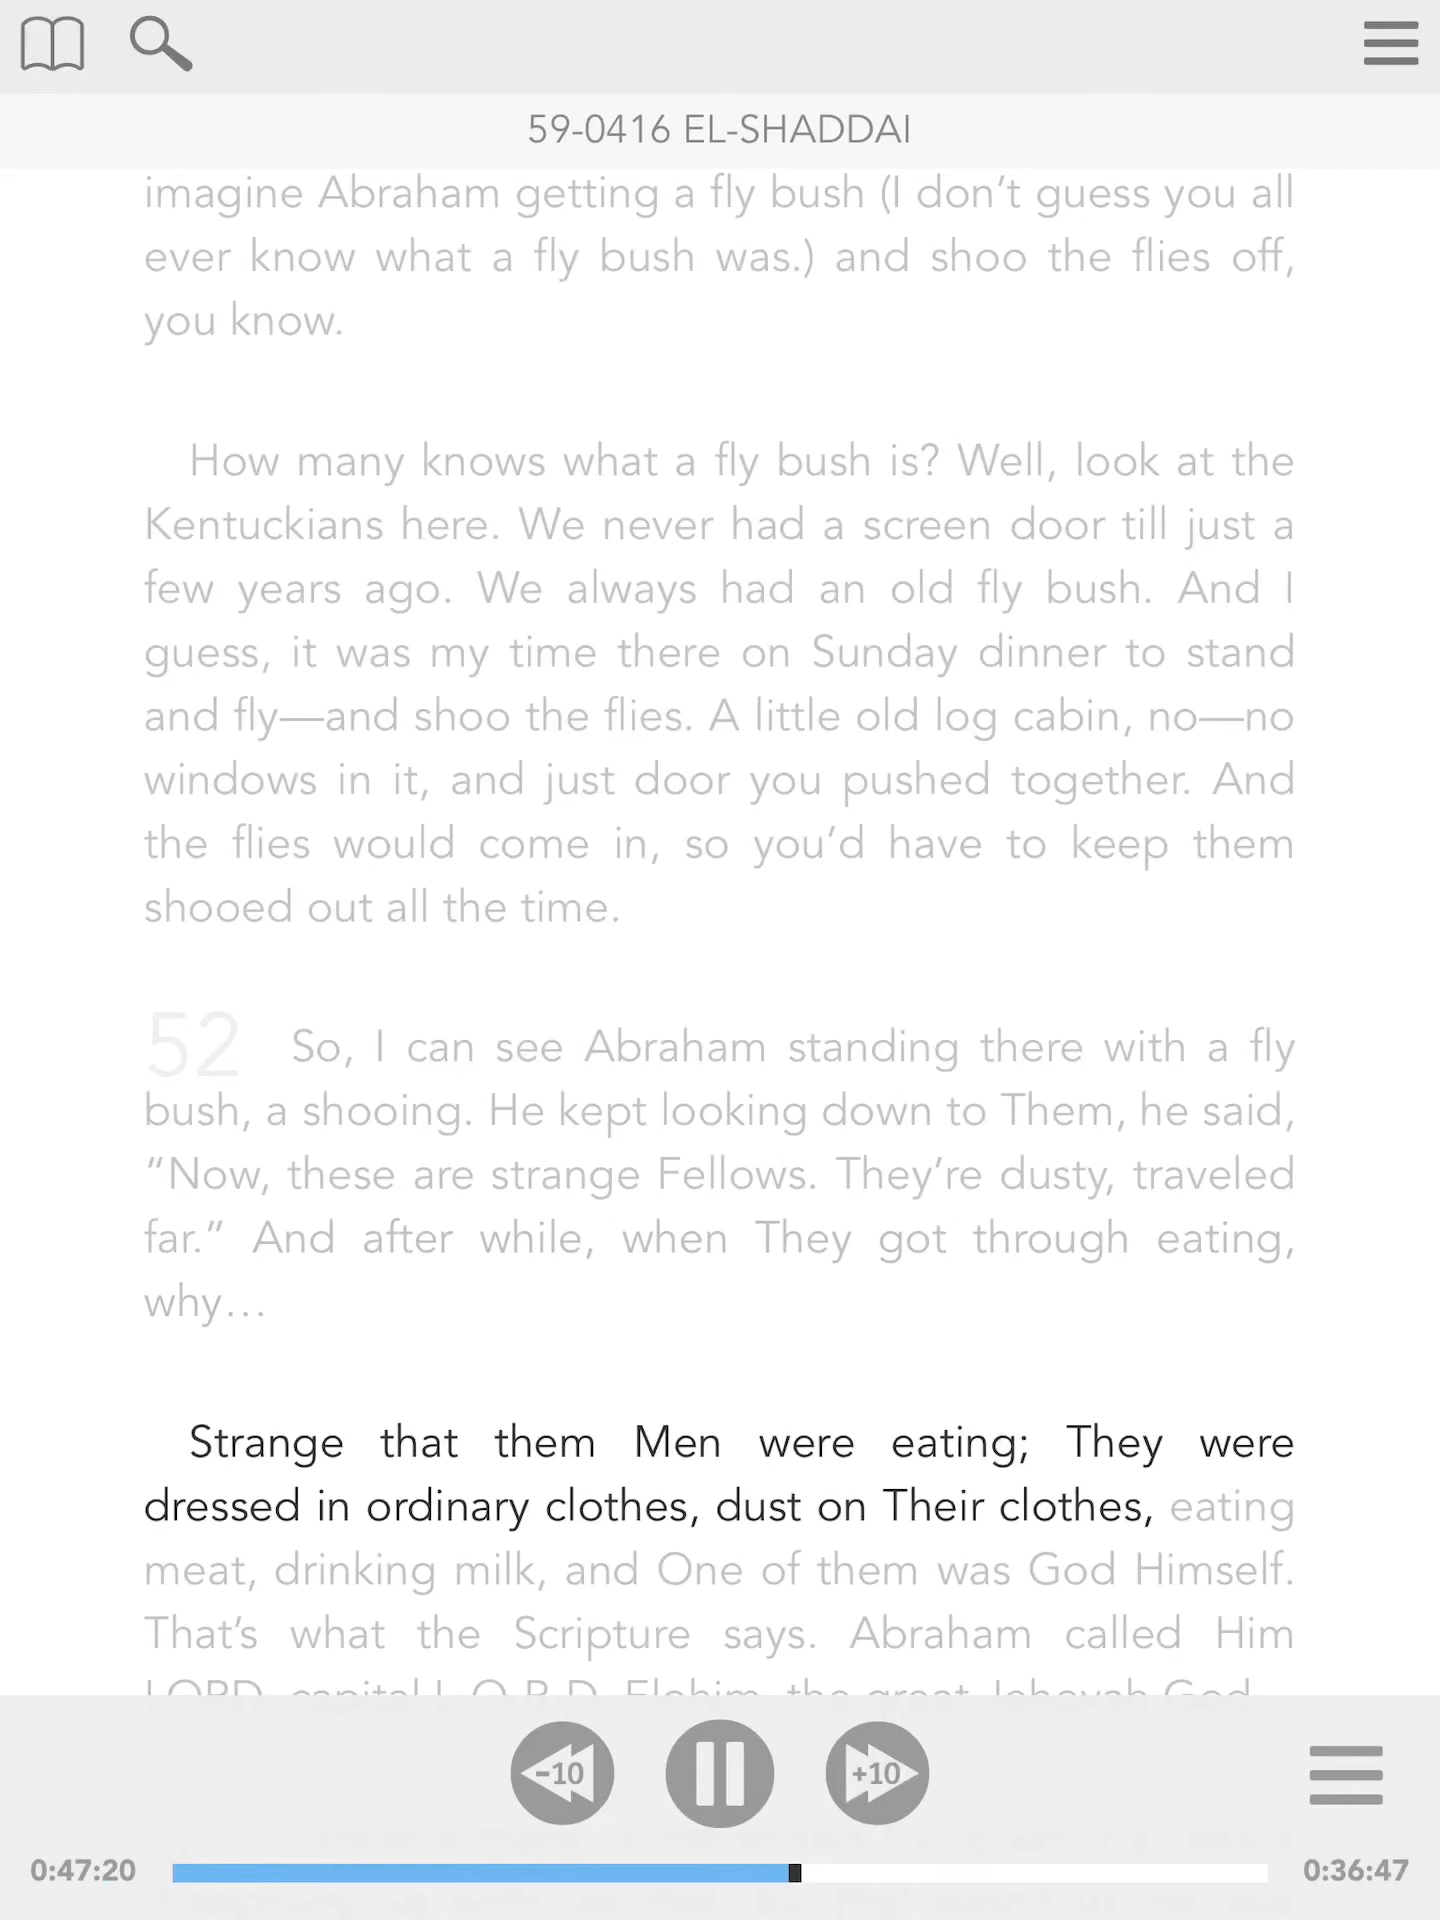 59-0416 EL-SHADDAI
imagine Abraham getting a fly bush (I don’t guess you all
ever know what a fly bush was.) and shoo the flies off,
you know.
How many knows what a fly bush is? Well, look at the
Kentuckians here. We never had a screen door till just a
few years ago. We always had an old fly bush. And I
guess, it was my time there on Sunday dinner to stand
and fly—and shoo the flies. A little old log cabin, no—no
windows in it, and just door you pushed together. And
the flies would come in, so you’d have to keep them
shooed out all the time.
52 So, I can see Abraham standing there with a fly
bush, a shooing. He kept looking down to Them, he said,
“Now, these are strange Fellows. They’re dusty, traveled
far.” And after while, when They got through eating,
why…
Strange that them Men were eating; They were
dressed in ordinary clothes, dust on Their clothes, eating
meat, drinking milk, and One of them was God Himself.
That’s what the Scripture says. Abraham called Him
LORD, capital L-O-R-D, Elohim, the great Jehovah God
-10 +10
0:47:20 0:36:47